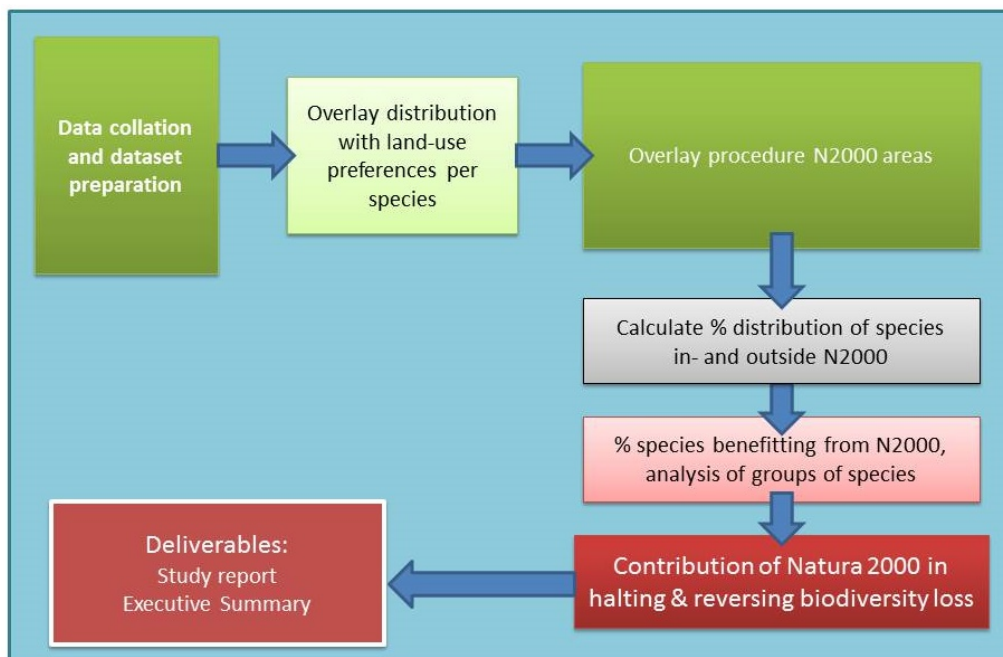 Data collation
and dataset
preparation
Overlay distribution
with land-use
preferences per
species
Overlay procedure N2000 areas
Calculate % distribution of species
in- and outside N2000
% species benefitting from N2000,
analysis of groups of species
Contribution of Natura 2000 in
halting & reversing biodiversity loss
Deliverables:
Study report
Executive Summary